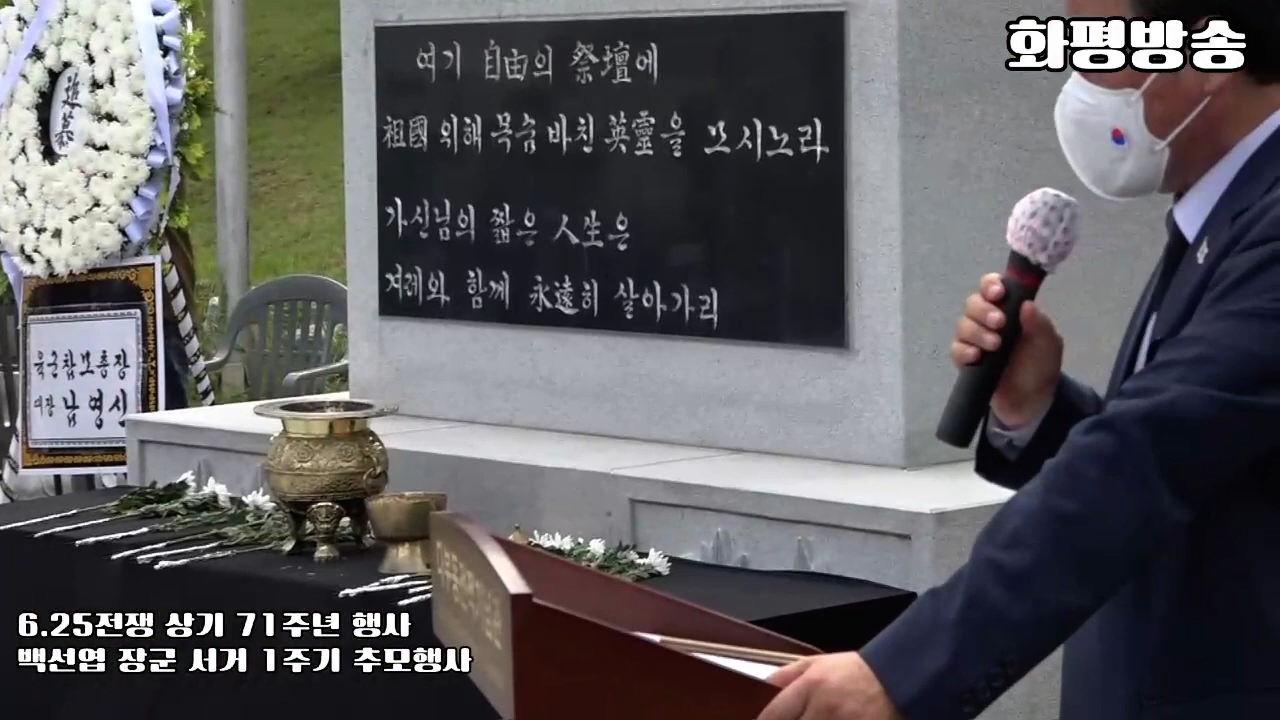 화평방송
追慕
여기 自由의 祭壇에
祖國 위해 목숨 바친 英靈을 모시노라
가신님의 짧은 人生은
겨레와 함께 永遠히 살아가리
육군참모총장
대장 남영신
6.25전쟁 상기 71주년 행사
백선엽 장군 서거 1주기 추모행사